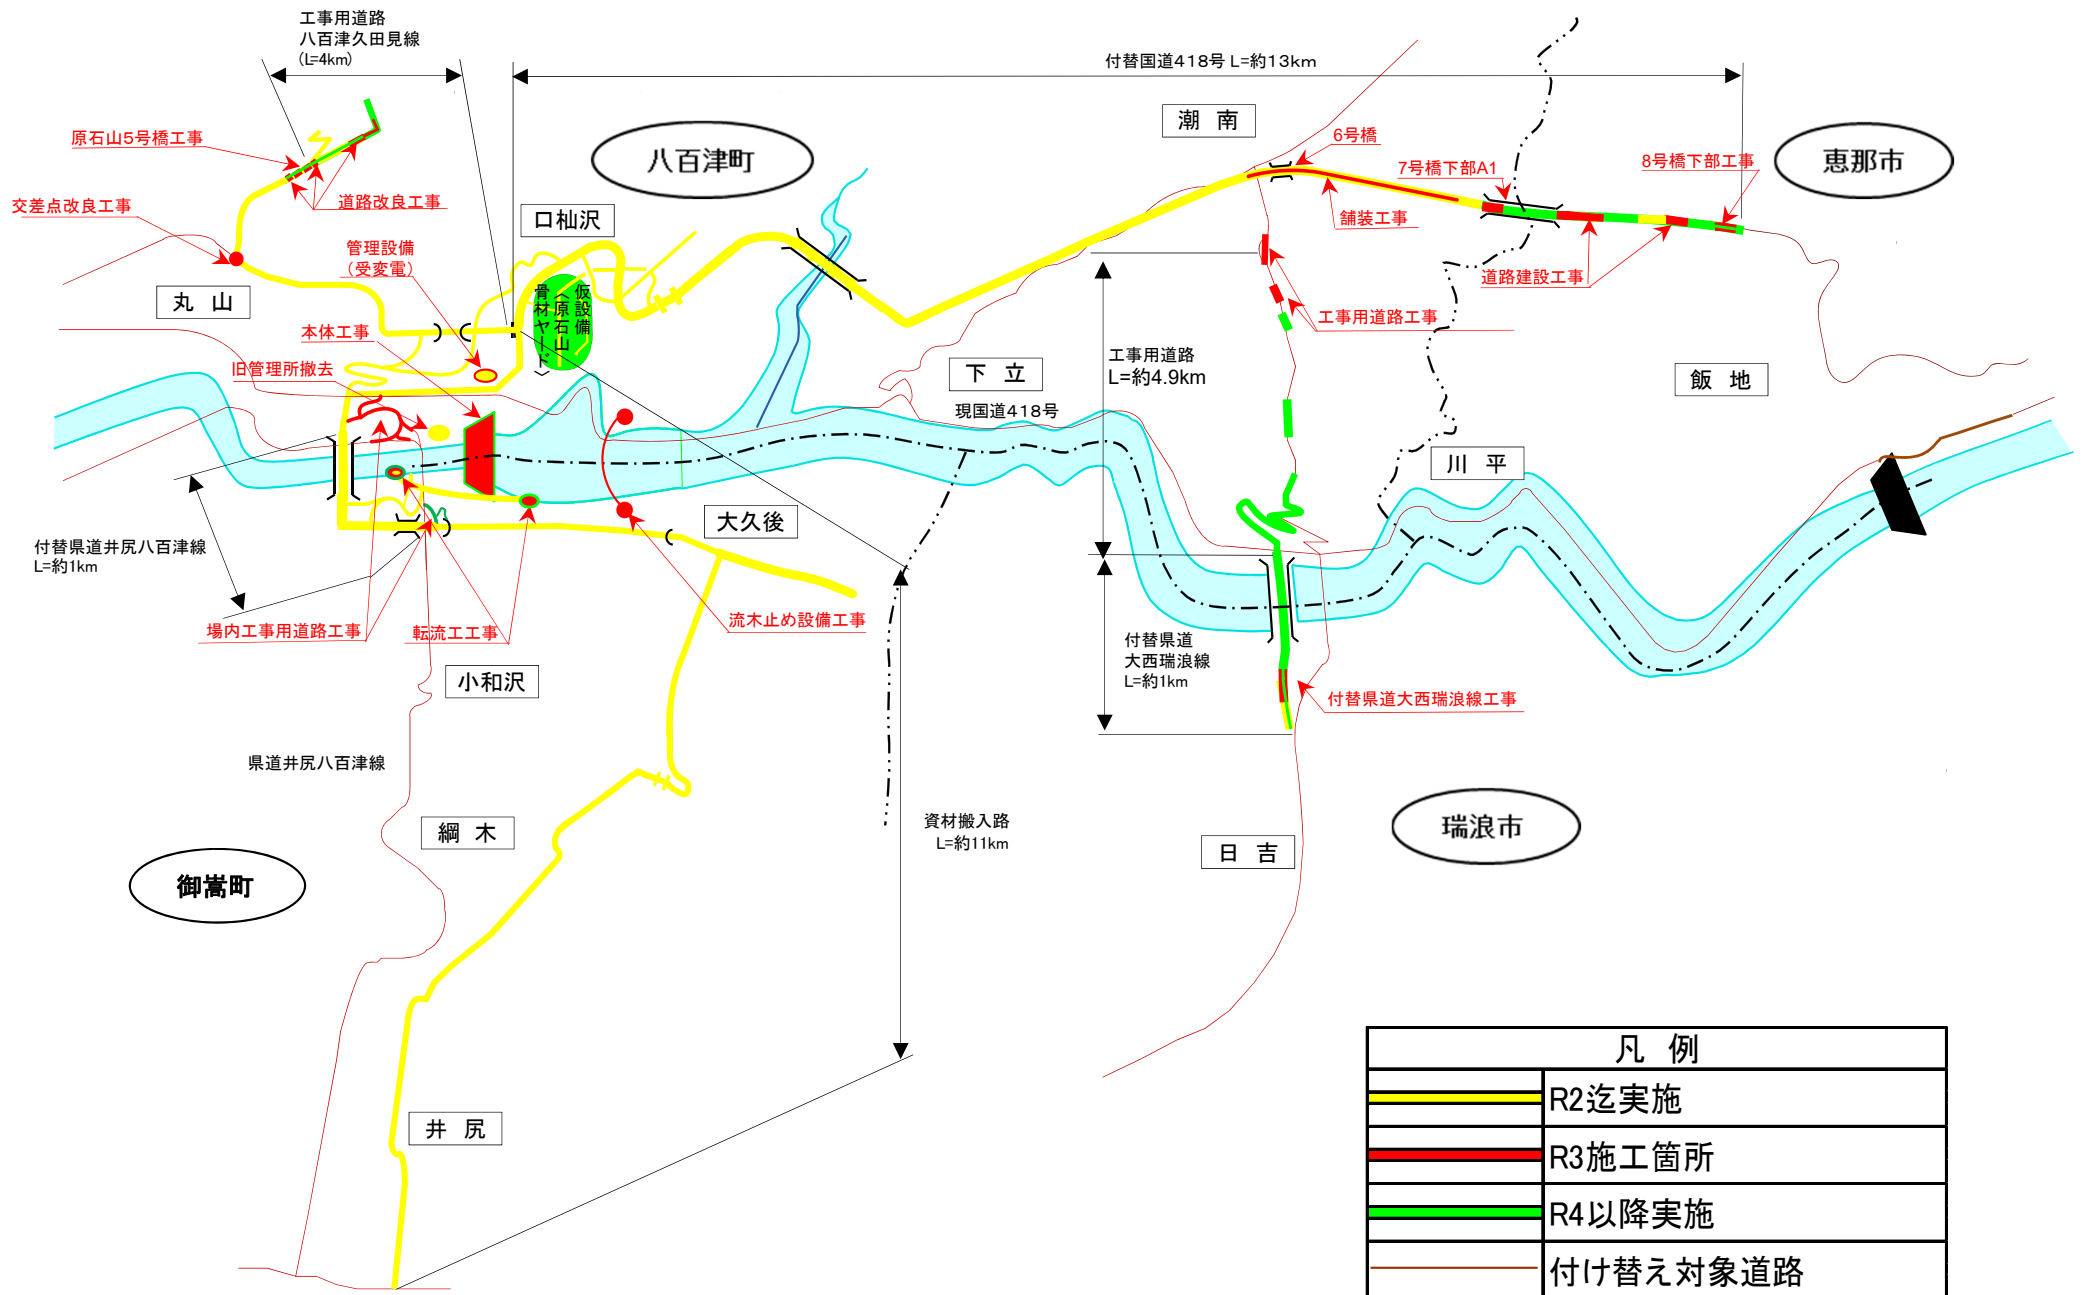 工事用道路
八百津久田見線
(L=4km)
付替国道418号 L=約13km
潮 南
原石山5号橋工事
八百津町
6号橋
7号橋下部A1
8号橋下部工事
恵那市
交差点改良工事
道路改良工事
口杣沢
舗装工事
管理設備
(受変電)
道路建設工事
丸 山
仮設備
(原石山
骨材ヤード)
本体工事
工事用道路工事
旧管理所撤去
下 立
工事用道路
L=約4.9km
飯 地
現国道418号
川 平
大久後
付替県道井尻八百津線
L=約1km
場内工事用道路工事
転流工工事
流木止め設備工事
付替県道
大西瑞浪線
L=約1km
小和沢
付替県道大西瑞浪線工事
県道井尻八百津線
綱 木
資材搬入路
L=約11km
日 吉
瑞浪市
御嵩町
井 尻
凡 例
R2迄実施
R3施工箇所
R4以降実施
付け替え対象道路